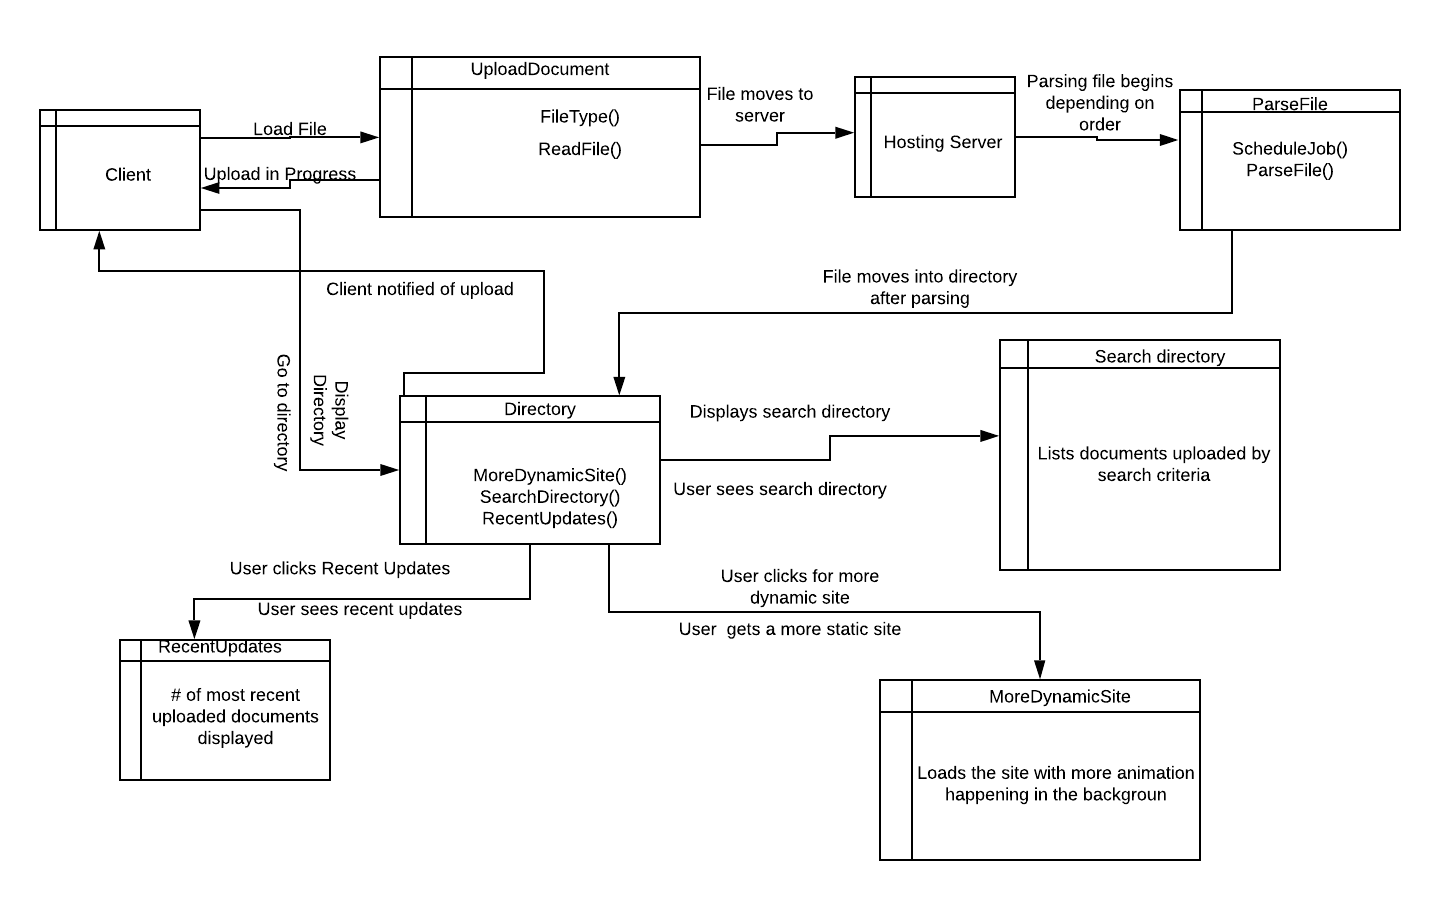 UploadDocument
FileType()
ReadFile()
File moves to
server
Parsing file begins
depending on
order
ParseFile
ScheduleJob()
ParseFile()
Hosting Server
Load File
Client
Upload in Progress
Client notified of upload
File moves into directory
after parsing
Go to directory
Display
Directory
Directory
MoreDynamicSite()
SearchDirectory()
RecentUpdates()
Displays search directory
User sees search directory
Search directory
Lists documents uploaded by
search criteria
User clicks Recent Updates
User sees recent updates
User clicks for more
dynamic site
User  gets a more static site
RecentUpdates
# of most recent
uploaded documents
displayed
MoreDynamicSite
Loads the site with more animation
happening in the backgroun